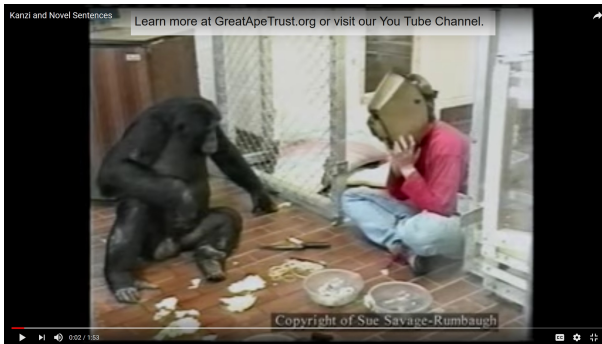 Kanzi and Novel Sentences
Learn more at GreatApeTrust.org or visit our You Tube Channel.
Copyright of Sue Savage-Rumbaugh
0:02 / 1:53
CC